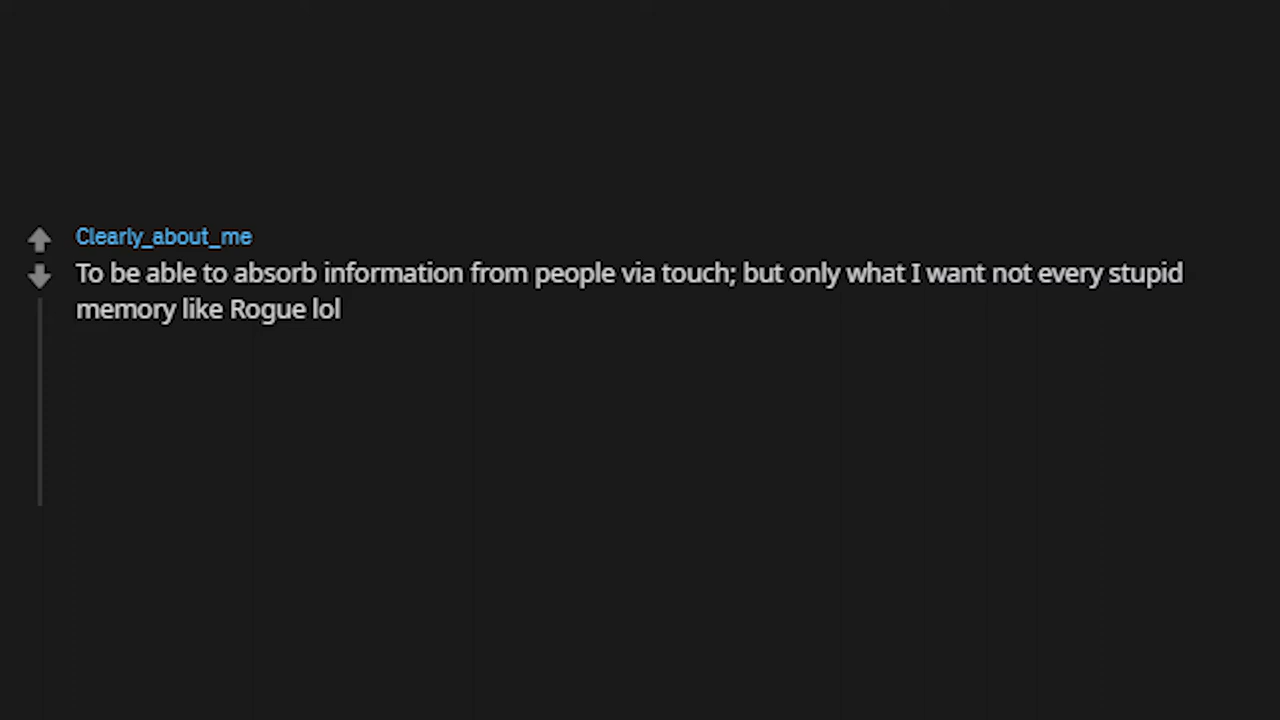 Clearly_about_me
To be able to absorb information from people via touch; but only what I want not every stupid
memory like Rogue lol